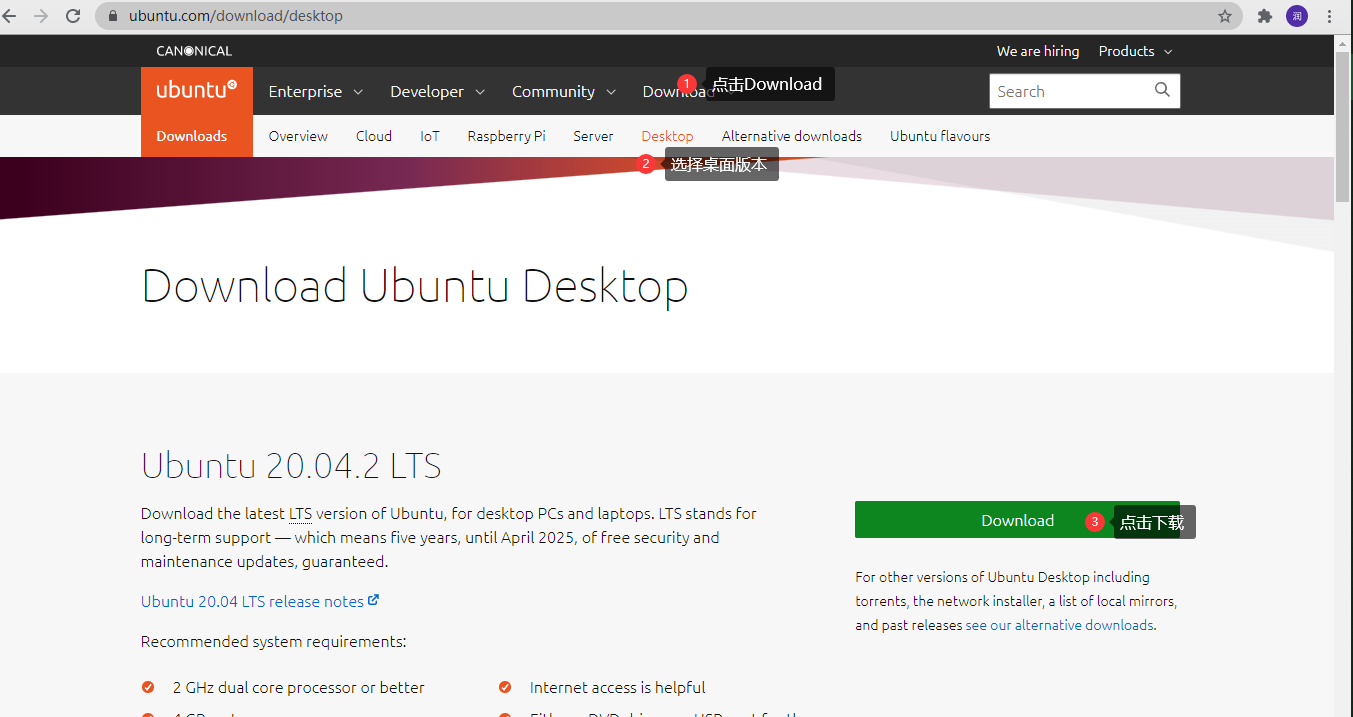 ubuntu.com/download/desktop
润
CANONICAL
We are hiring
Products
ubuntu
Enterprise
Developer
Community
Download
1
点击Download
Search
Downloads
Overview
Cloud
IoT
Raspberry Pi
Server
Desktop
Alternative downloads
Ubuntu flavours
2
选择桌面版本
Download Ubuntu Desktop
Ubuntu 20.04.2 LTS
Download the latest LTS version of Ubuntu, for desktop PCs and laptops. LTS stands for
long-term support — which means five years, until April 2025, of free security and
maintenance updates, guaranteed.
Ubuntu 20.04 LTS release notes
Recommended system requirements:
2 GHz dual core processor or better
Internet access is helpful
Download
3
点击下载
For other versions of Ubuntu Desktop including
torrents, the network installer, a list of local mirrors,
and past releases see our alternative downloads.